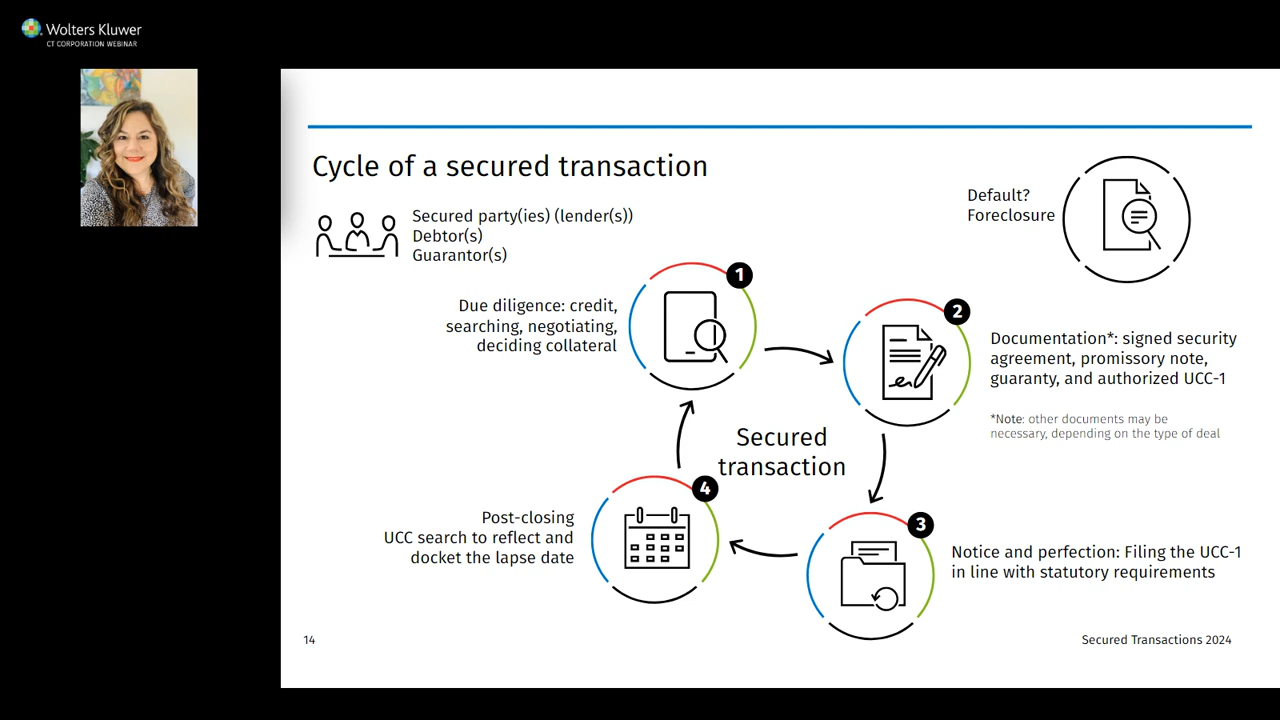 Wolters Kluwer
CT CORPORATION WEBINAR
Cycle of a secured transaction
Secured party(ies) (lender(s))
Debtor(s)
Guarantor(s)
Default?
Foreclosure
1
Due diligence: credit,
searching, negotiating,
deciding collateral
2
Documentation*: signed security
agreement, promissory note,
guaranty, and authorized UCC-1
*Note: other documents may be
necessary, depending on the type of deal
Secured
transaction
3
Notice and perfection: Filing the UCC-1
in line with statutory requirements
4
Post-closing
UCC search to reflect and
docket the lapse date
14
Secured Transactions 2024